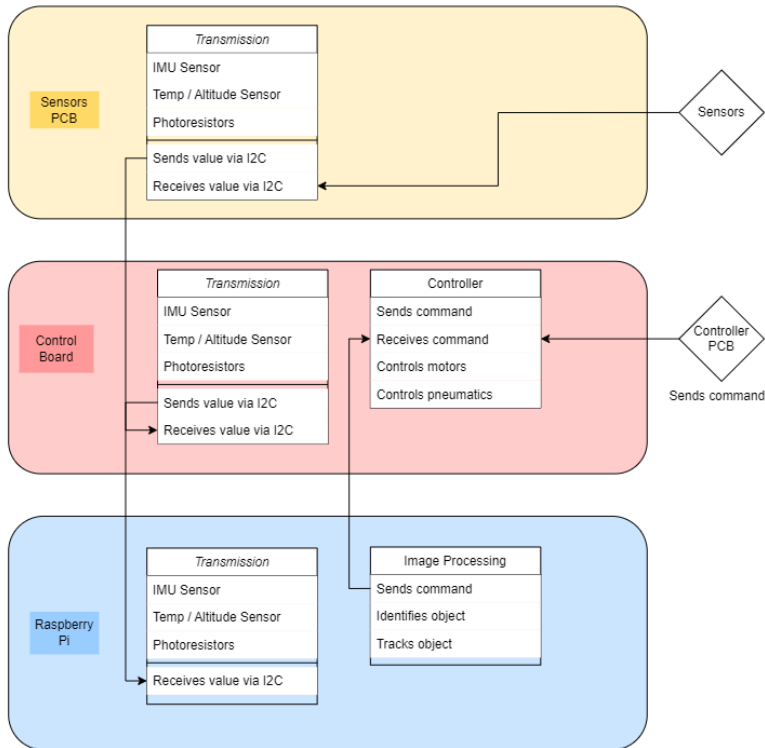 Transmission
IMU Sensor
Temp / Altitude Sensor
Photoresistors
Sends value via I2C
Receives value via I2C
Sensors
PCB
Sensors
Transmission
IMU Sensor
Temp / Altitude Sensor
Photoresistors
Sends value via I2C
Receives value via I2C
Controller
Sends command
Receives command
Controls motors
Controls pneumatics
Control
Board
Controller
PCB
Sends command
Transmission
IMU Sensor
Temp / Altitude Sensor
Photoresistors
Receives value via I2C
Image Processing
Sends command
Identifies object
Tracks object
Raspberry
Pi